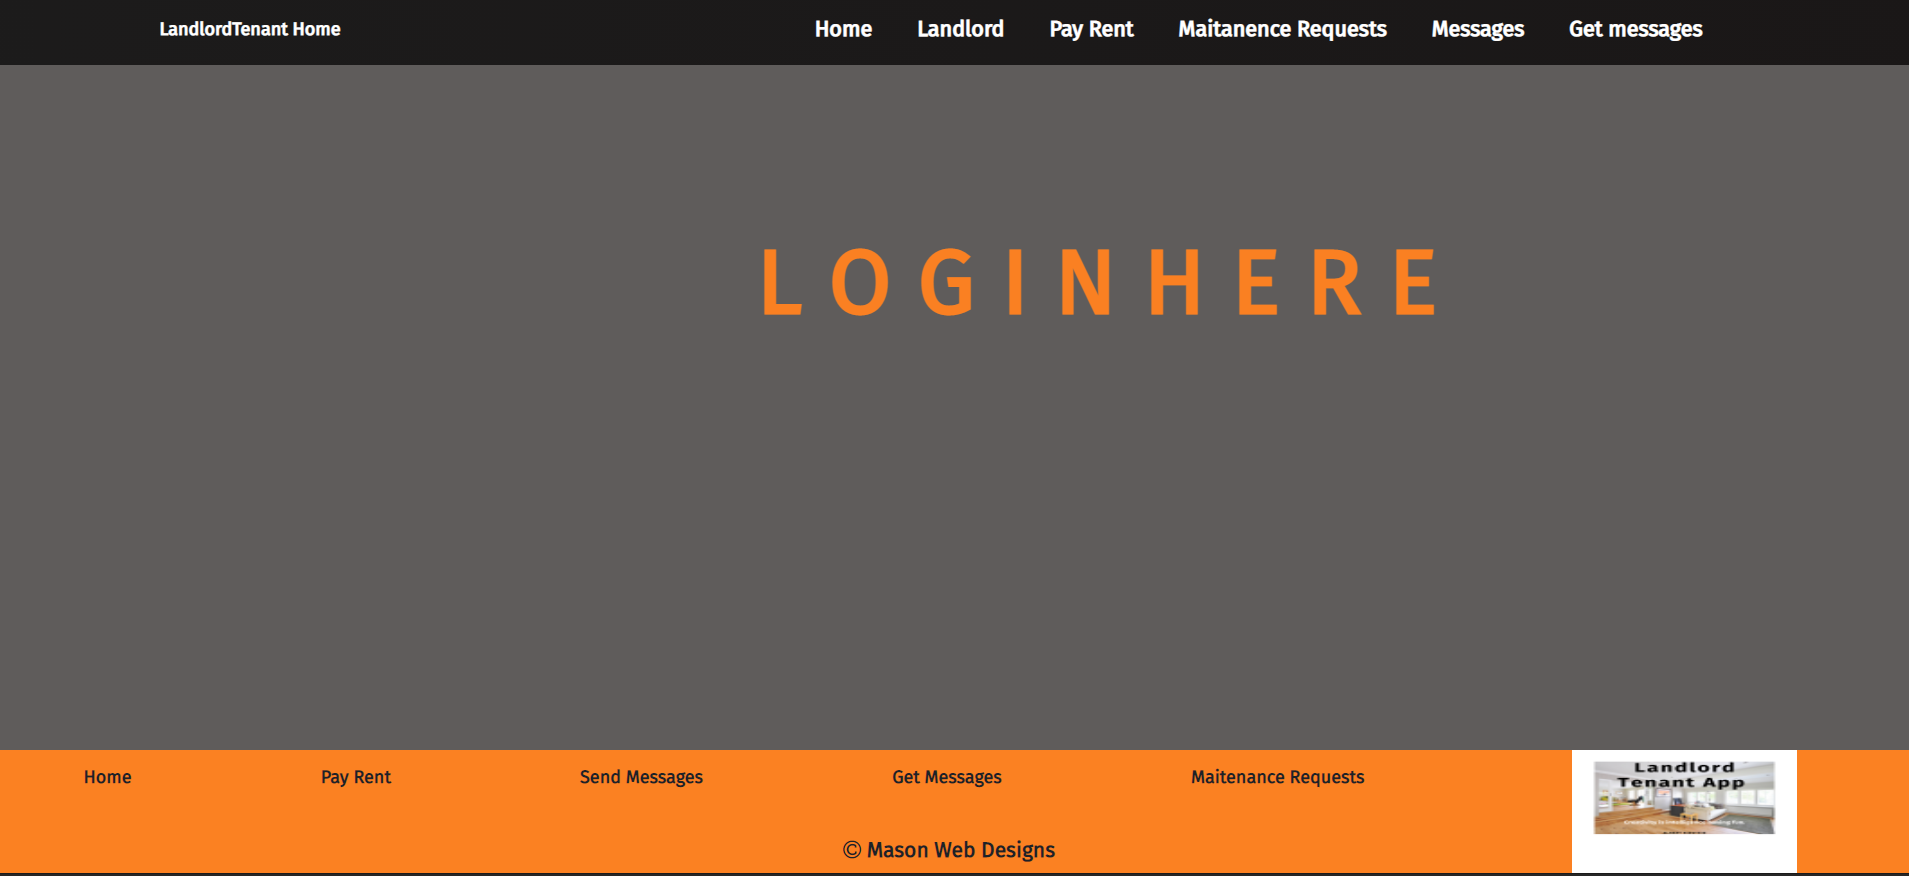 LandlordTenant Home
Home Landlord Pay Rent Maitanence Requests Messages Get messages
LOGINHERE
Home Pay Rent Send Messages Get Messages Maitenance Requests
Landlord
Tenant App
© Mason Web Designs